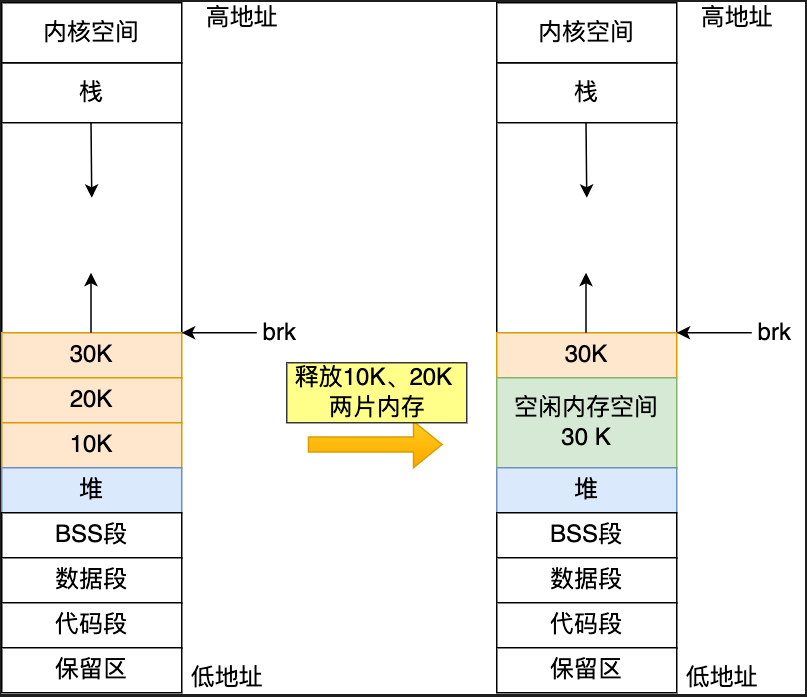 内核空间
高地址
栈
brk
30K
20K
10K
堆
BSS段
数据段
代码段
保留区
低地址
释放10K、20K
两片内存
内核空间
高地址
栈
brk
30K
空闲内存空间
30 K
堆
BSS段
数据段
代码段
保留区
低地址